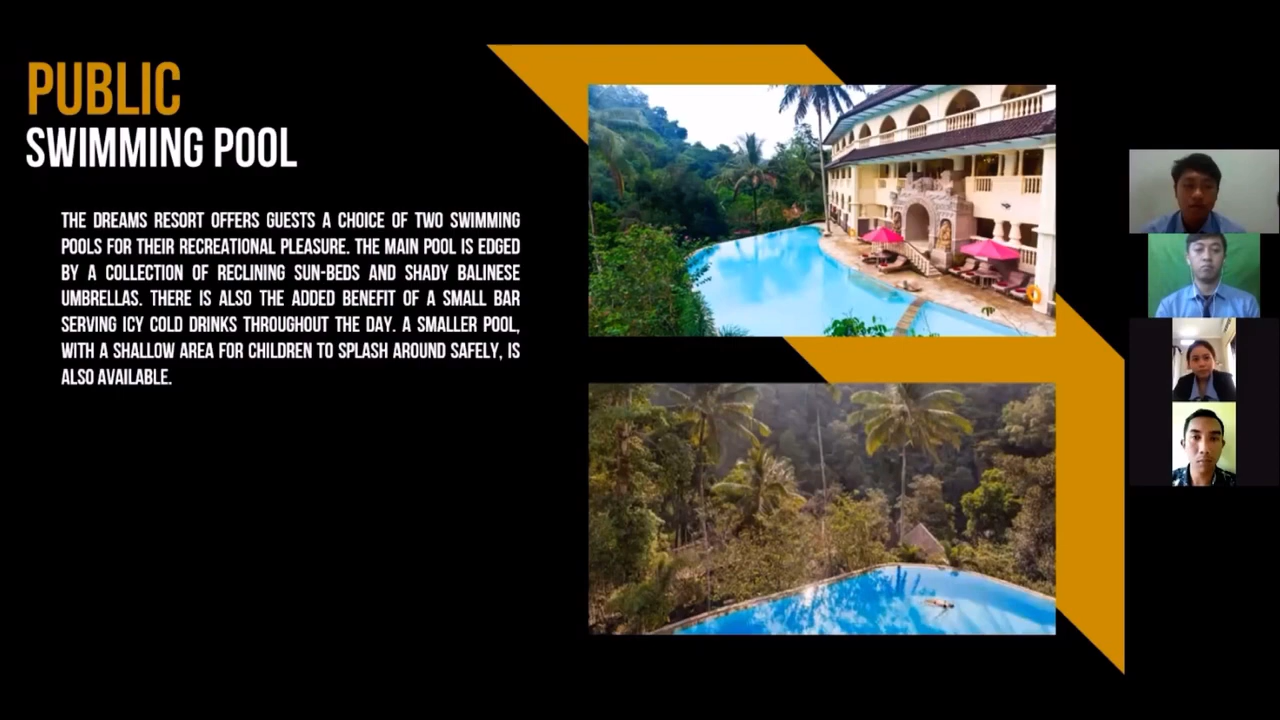 PUBLIC
SWIMMING POOL
THE DREAMS RESORT OFFERS GUESTS A CHOICE OF TWO SWIMMING
POOLS FOR THEIR RECREATIONAL PLEASURE. THE MAIN POOL IS EDGED
BY A COLLECTION OF RECLINING SUN-BEDS AND SHADY BALINESE
UMBRELLAS. THERE IS ALSO THE ADDED BENEFIT OF A SMALL BAR
SERVING ICY COLD DRINKS THROUGHOUT THE DAY. A SMALLER POOL,
WITH A SHALLOW AREA FOR CHILDREN TO SPLASH AROUND SAFELY, IS
ALSO AVAILABLE.